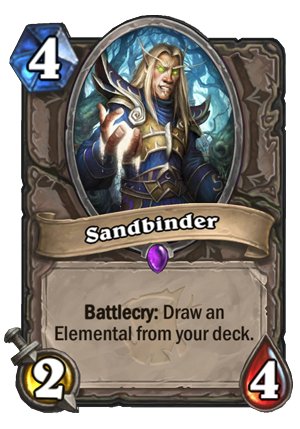 4
Sandbinder
Battlecry: Draw an
Elemental from your deck.
2
4